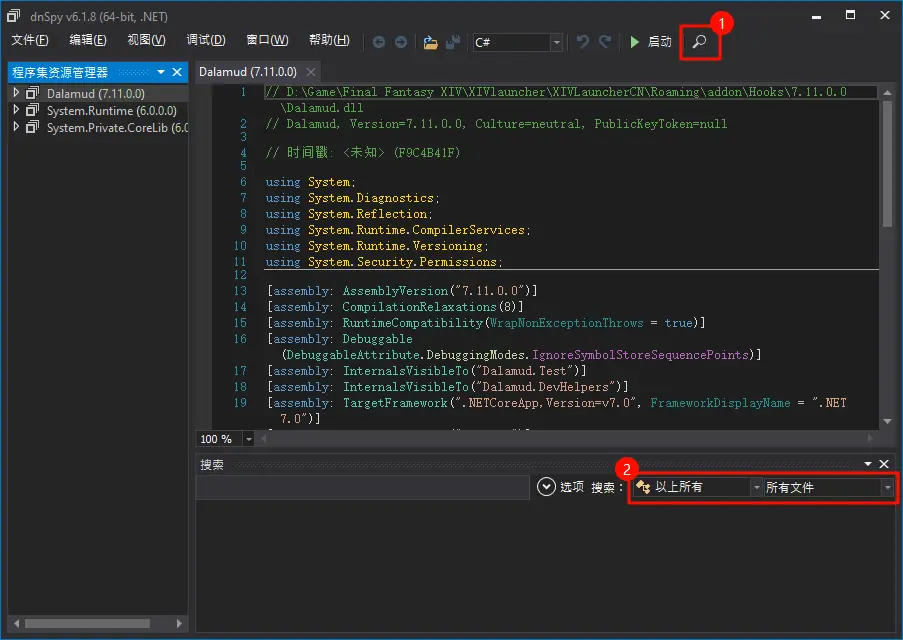 dnSpy v6.1.8 (64-bit, .NET)
1
文件(F) 编辑(E) 视图(V) 调试(D) 窗口(W) 帮助(H) C# 启动
程序集资源管理器
Dalamud (7.11.0.0)
System.Runtime (6.0.0.0)
System.Private.CoreLib (6.0
Dalamud (7.11.0.0)
1 // D:\Game\Final Fantasy XIV\XIVlauncher\XIVLauncherCN\Roaming\addon\Hooks\7.11.0.0
\Dalamud.dll
2 // Dalamud, Version=7.11.0.0, Culture=neutral, PublicKeyToken=null
3
4 // 时间戳: <未知> (F9C4B41F)
5
6 using System;
7 using System.Diagnostics;
8 using System.Reflection;
9 using System.Runtime.CompilerServices;
10 using System.Runtime.Versioning;
11 using System.Security.Permissions;
12
13 [assembly: AssemblyVersion("7.11.0.0")]
14 [assembly: CompilationRelaxations(8)]
15 [assembly: RuntimeCompatibility(WrapNonExceptionThrows = true)]
16 [assembly: Debuggable
(DebuggableAttribute.DebuggingModes.IgnoreSymbolStoreSequencePoints)]
17 [assembly: InternalsVisibleTo("Dalamud.Test")]
18 [assembly: InternalsVisibleTo("Dalamud.DevHelpers")]
19 [assembly: TargetFramework(".NETCoreApp,Version=v7.0", FrameworkDisplayName = ".NET
7.0")]
100 %
搜索
2
选项 搜索： 以上所有 所有文件